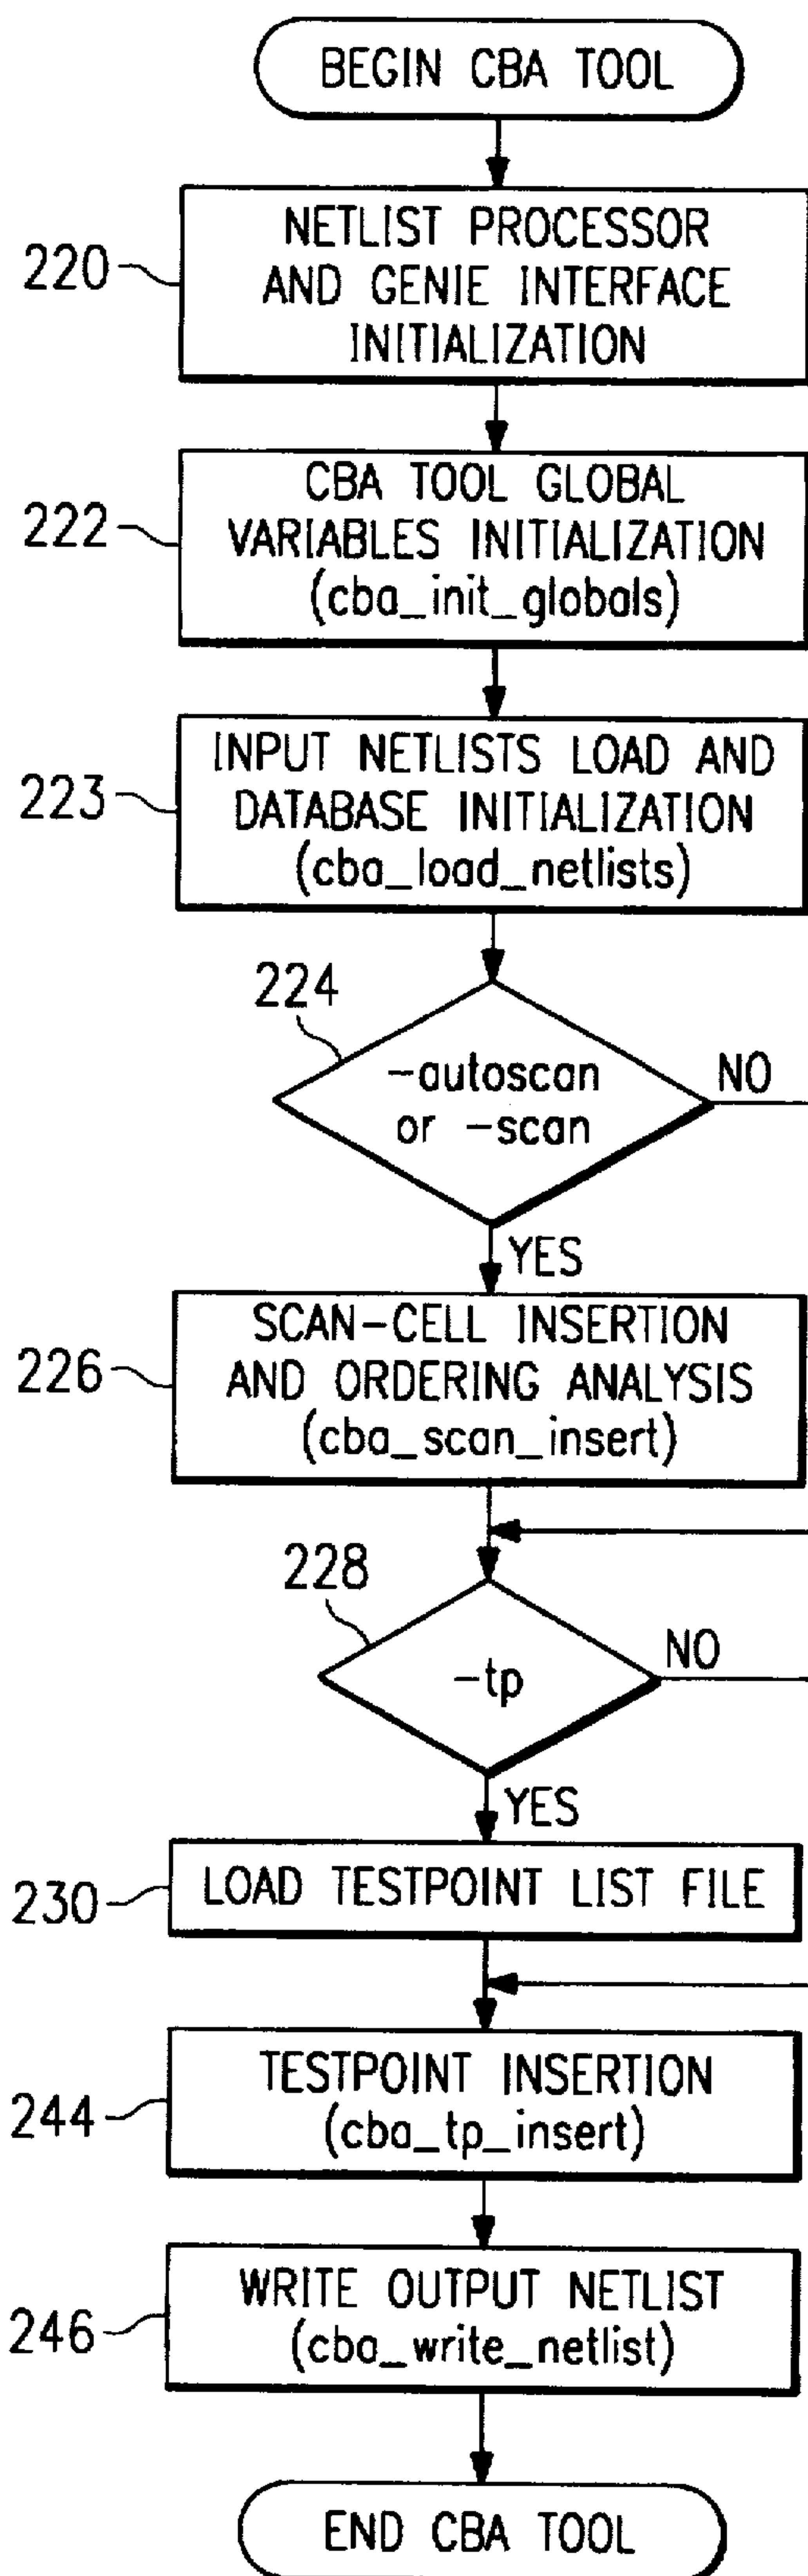 BEGIN CBA TOOL
220
NETLIST PROCESSOR
AND GENIE INTERFACE
INITIALIZATION
222
CBA TOOL GLOBAL
VARIABLES INITIALIZATION
(cba_init_globals)
223
INPUT NETLISTS LOAD AND
DATABASE INITIALIZATION
(cba_load_netlists)
224
-autoscan
or -scan
NO
YES
226
SCAN-CELL INSERTION
AND ORDERING ANALYSIS
(cba_scan_insert)
228
-tp
NO
YES
230
LOAD TESTPOINT LIST FILE
244
TESTPOINT INSERTION
(cba_tp_insert)
246
WRITE OUTPUT NETLIST
(cba_write_netlist)
END CBA TOOL